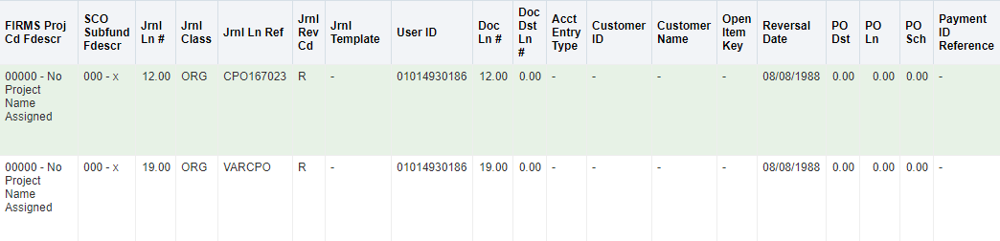 FIRMS Proj Cd Fdescr SCO Subfund Fdescr Jrnl Ln # Jrnl Class Jrnl Ln Ref Jrnl Rev Cd Jrnl Template User ID Doc Ln # Doc Dst Ln # Acct Entry Type Customer ID Customer Name Open Item Key Reversal Date PO Dst PO Ln PO Sch Payment ID Reference
00000 - No Project Name Assigned 000 - x 12.00 ORG CPO167023 R - 01014930186 12.00 0.00 - - - - 08/08/1988 0.00 0.00 0.00 -
00000 - No Project Name Assigned 000 - x 19.00 ORG VARCPO R - 01014930186 19.00 0.00 - - - - 08/08/1988 0.00 0.00 0.00 -